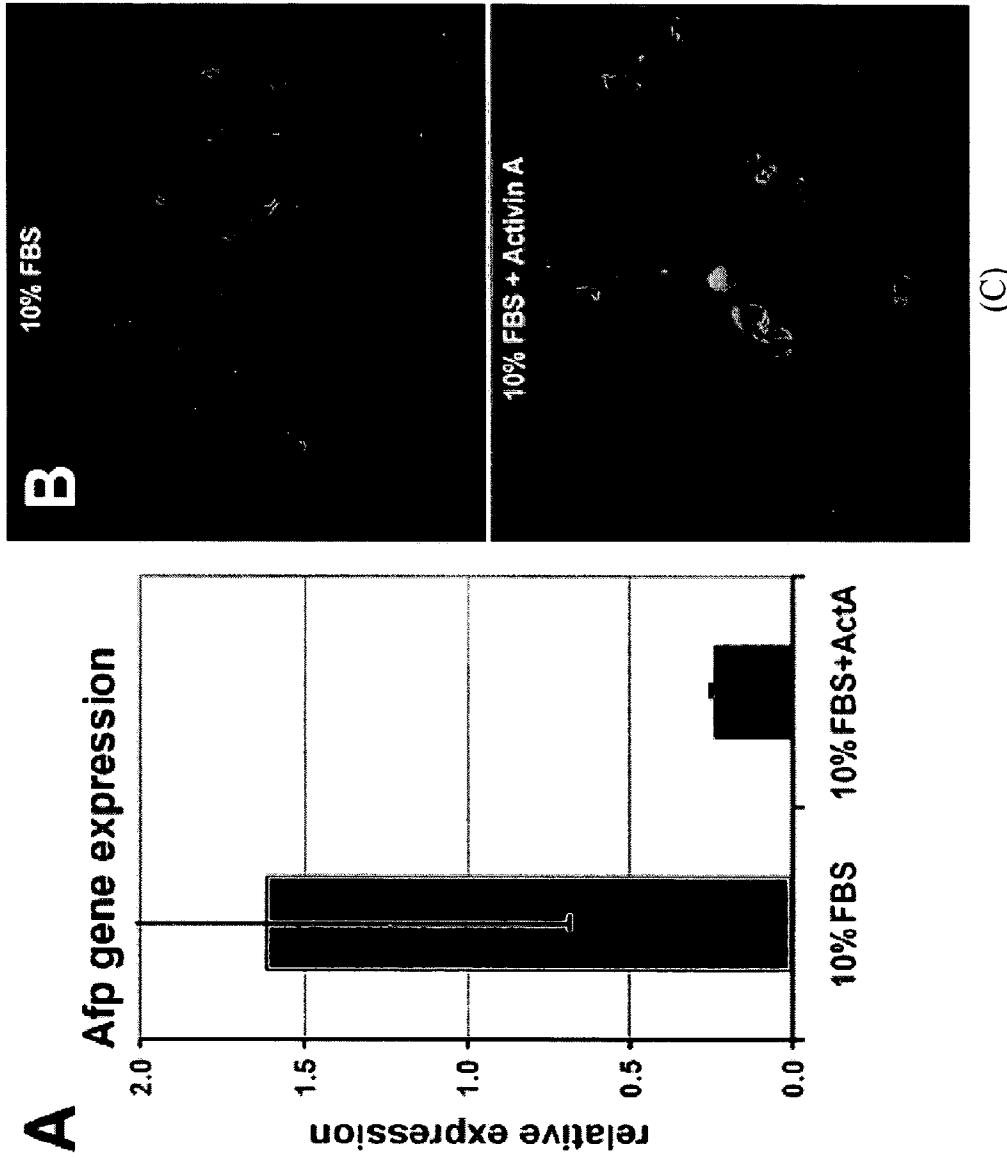 A
Afp gene expression
relative expression
2.0
1.5
1.0
0.5
0.0
10% FBS
10% FBS+ActA
B
10% FBS
10% FBS + Activin A
(C)